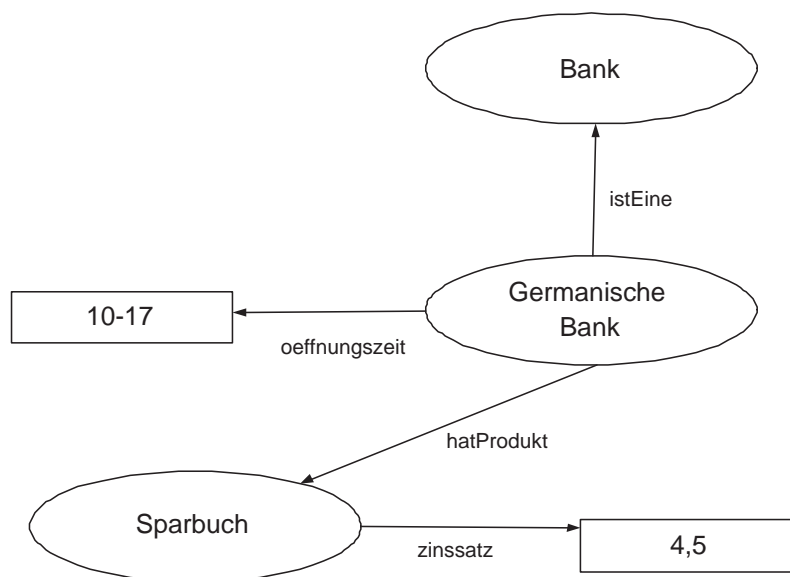 Bank
istEine
Germanische
Bank
10-17
oeffnungszeit
hatProdukt
Sparbuch
zinssatz
4,5